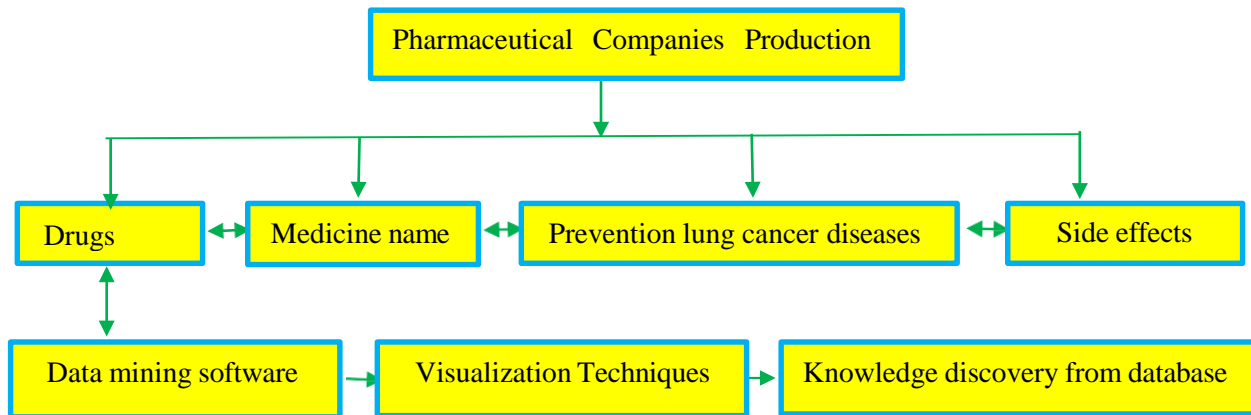 Pharmaceutical Companies Production
Drugs
Medicine name
Prevention lung cancer diseases
Side effects
Data mining software
Visualization Techniques
Knowledge discovery from database